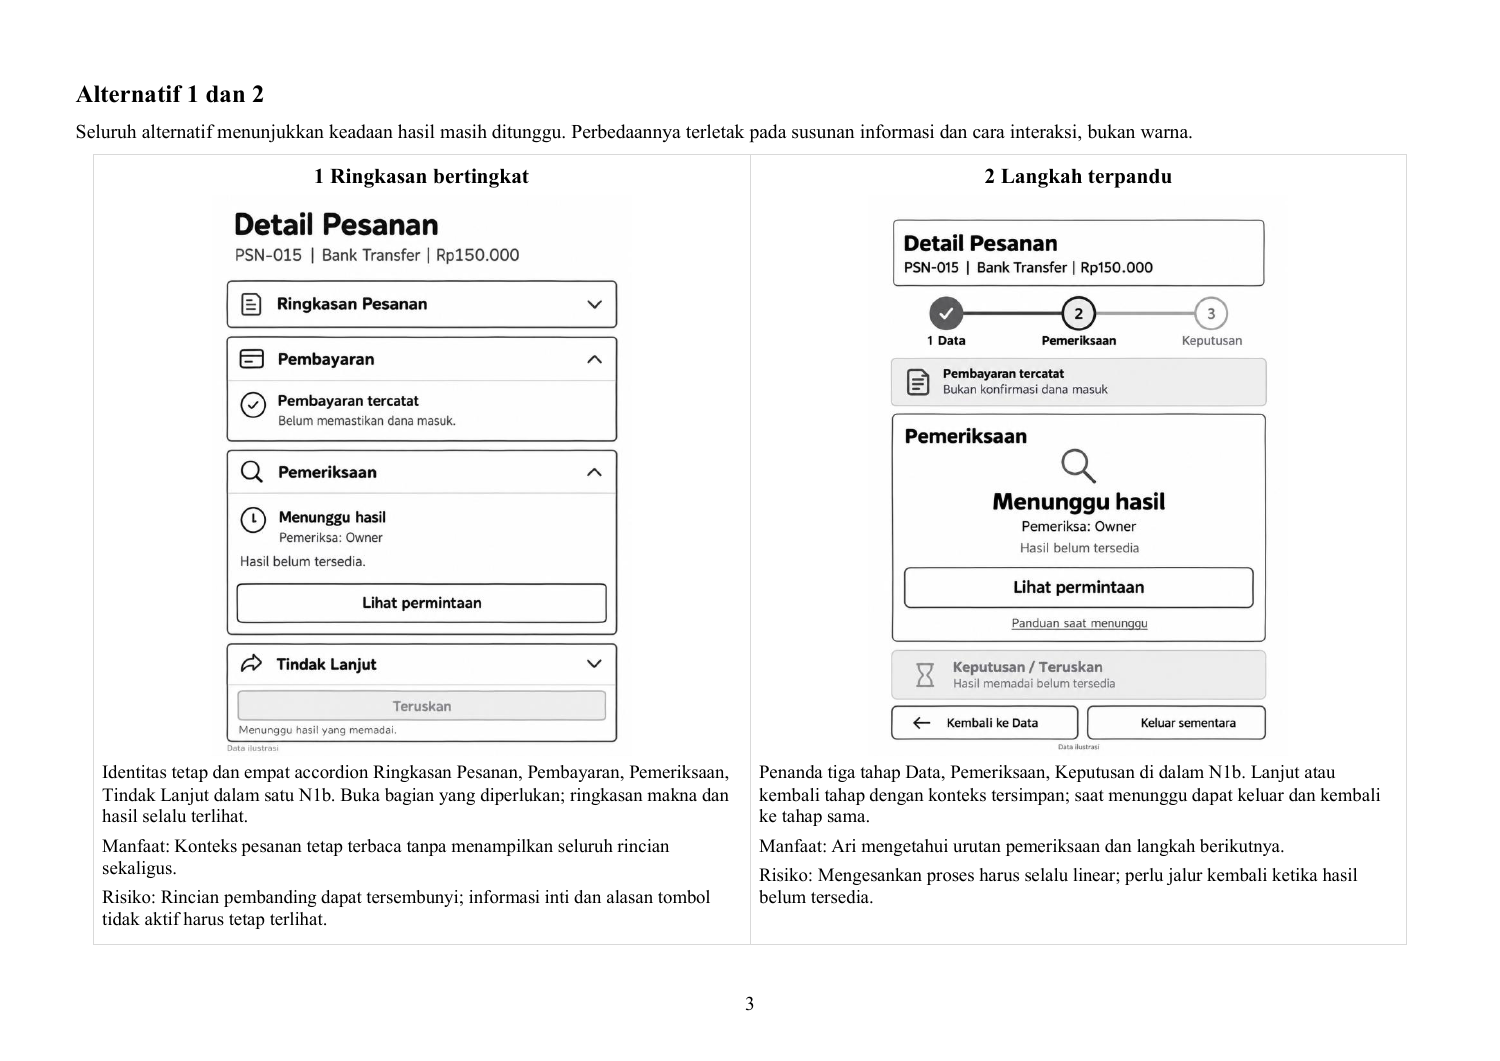 Alternatif 1 dan 2
Seluruh alternatif menunjukkan keadaan hasil masih ditunggu. Perbedaannya terletak pada susunan informasi dan cara interaksi, bukan warna.
1 Ringkasan bertingkat
Detail Pesanan
PSN-015 | Bank Transfer | Rp150.000
Ringkasan Pesanan
Pembayaran
Pembayaran tercatat
Belum memastikan dana masuk.
Pemeriksaan
Menunggu hasil
Pemeriksa: Owner
Hasil belum tersedia.
Lihat permintaan
Tindak Lanjut
Teruskan
Menunggu hasil yang memadai.
Data ilustrasi
Identitas tetap dan empat accordion Ringkasan Pesanan, Pembayaran, Pemeriksaan,
Tindak Lanjut dalam satu N1b. Buka bagian yang diperlukan; ringkasan makna dan
hasil selalu terlihat.
Manfaat: Konteks pesanan tetap terbaca tanpa menampilkan seluruh rincian
sekaligus.
Risiko: Rincian pembanding dapat tersembunyi; informasi inti dan alasan tombol
tidak aktif harus tetap terlihat.
2 Langkah terpandu
Detail Pesanan
PSN-015 | Bank Transfer | Rp150.000
2
3
1 Data
Pemeriksaan
Keputusan
Pembayaran tercatat
Bukan konfirmasi dana masuk
Pemeriksaan
Menunggu hasil
Pemeriksa: Owner
Hasil belum tersedia
Lihat permintaan
Panduan saat menunggu
Keputusan / Teruskan
Hasil memadai belum tersedia
Kembali ke Data
Keluar sementara
Data ilustrasi
Penanda tiga tahap Data, Pemeriksaan, Keputusan di dalam N1b. Lanjut atau
kembali tahap dengan konteks tersimpan; saat menunggu dapat keluar dan kembali
ke tahap sama.
Manfaat: Ari mengetahui urutan pemeriksaan dan langkah berikutnya.
Risiko: Mengesankan proses harus selalu linear; perlu jalur kembali ketika hasil
belum tersedia.
3